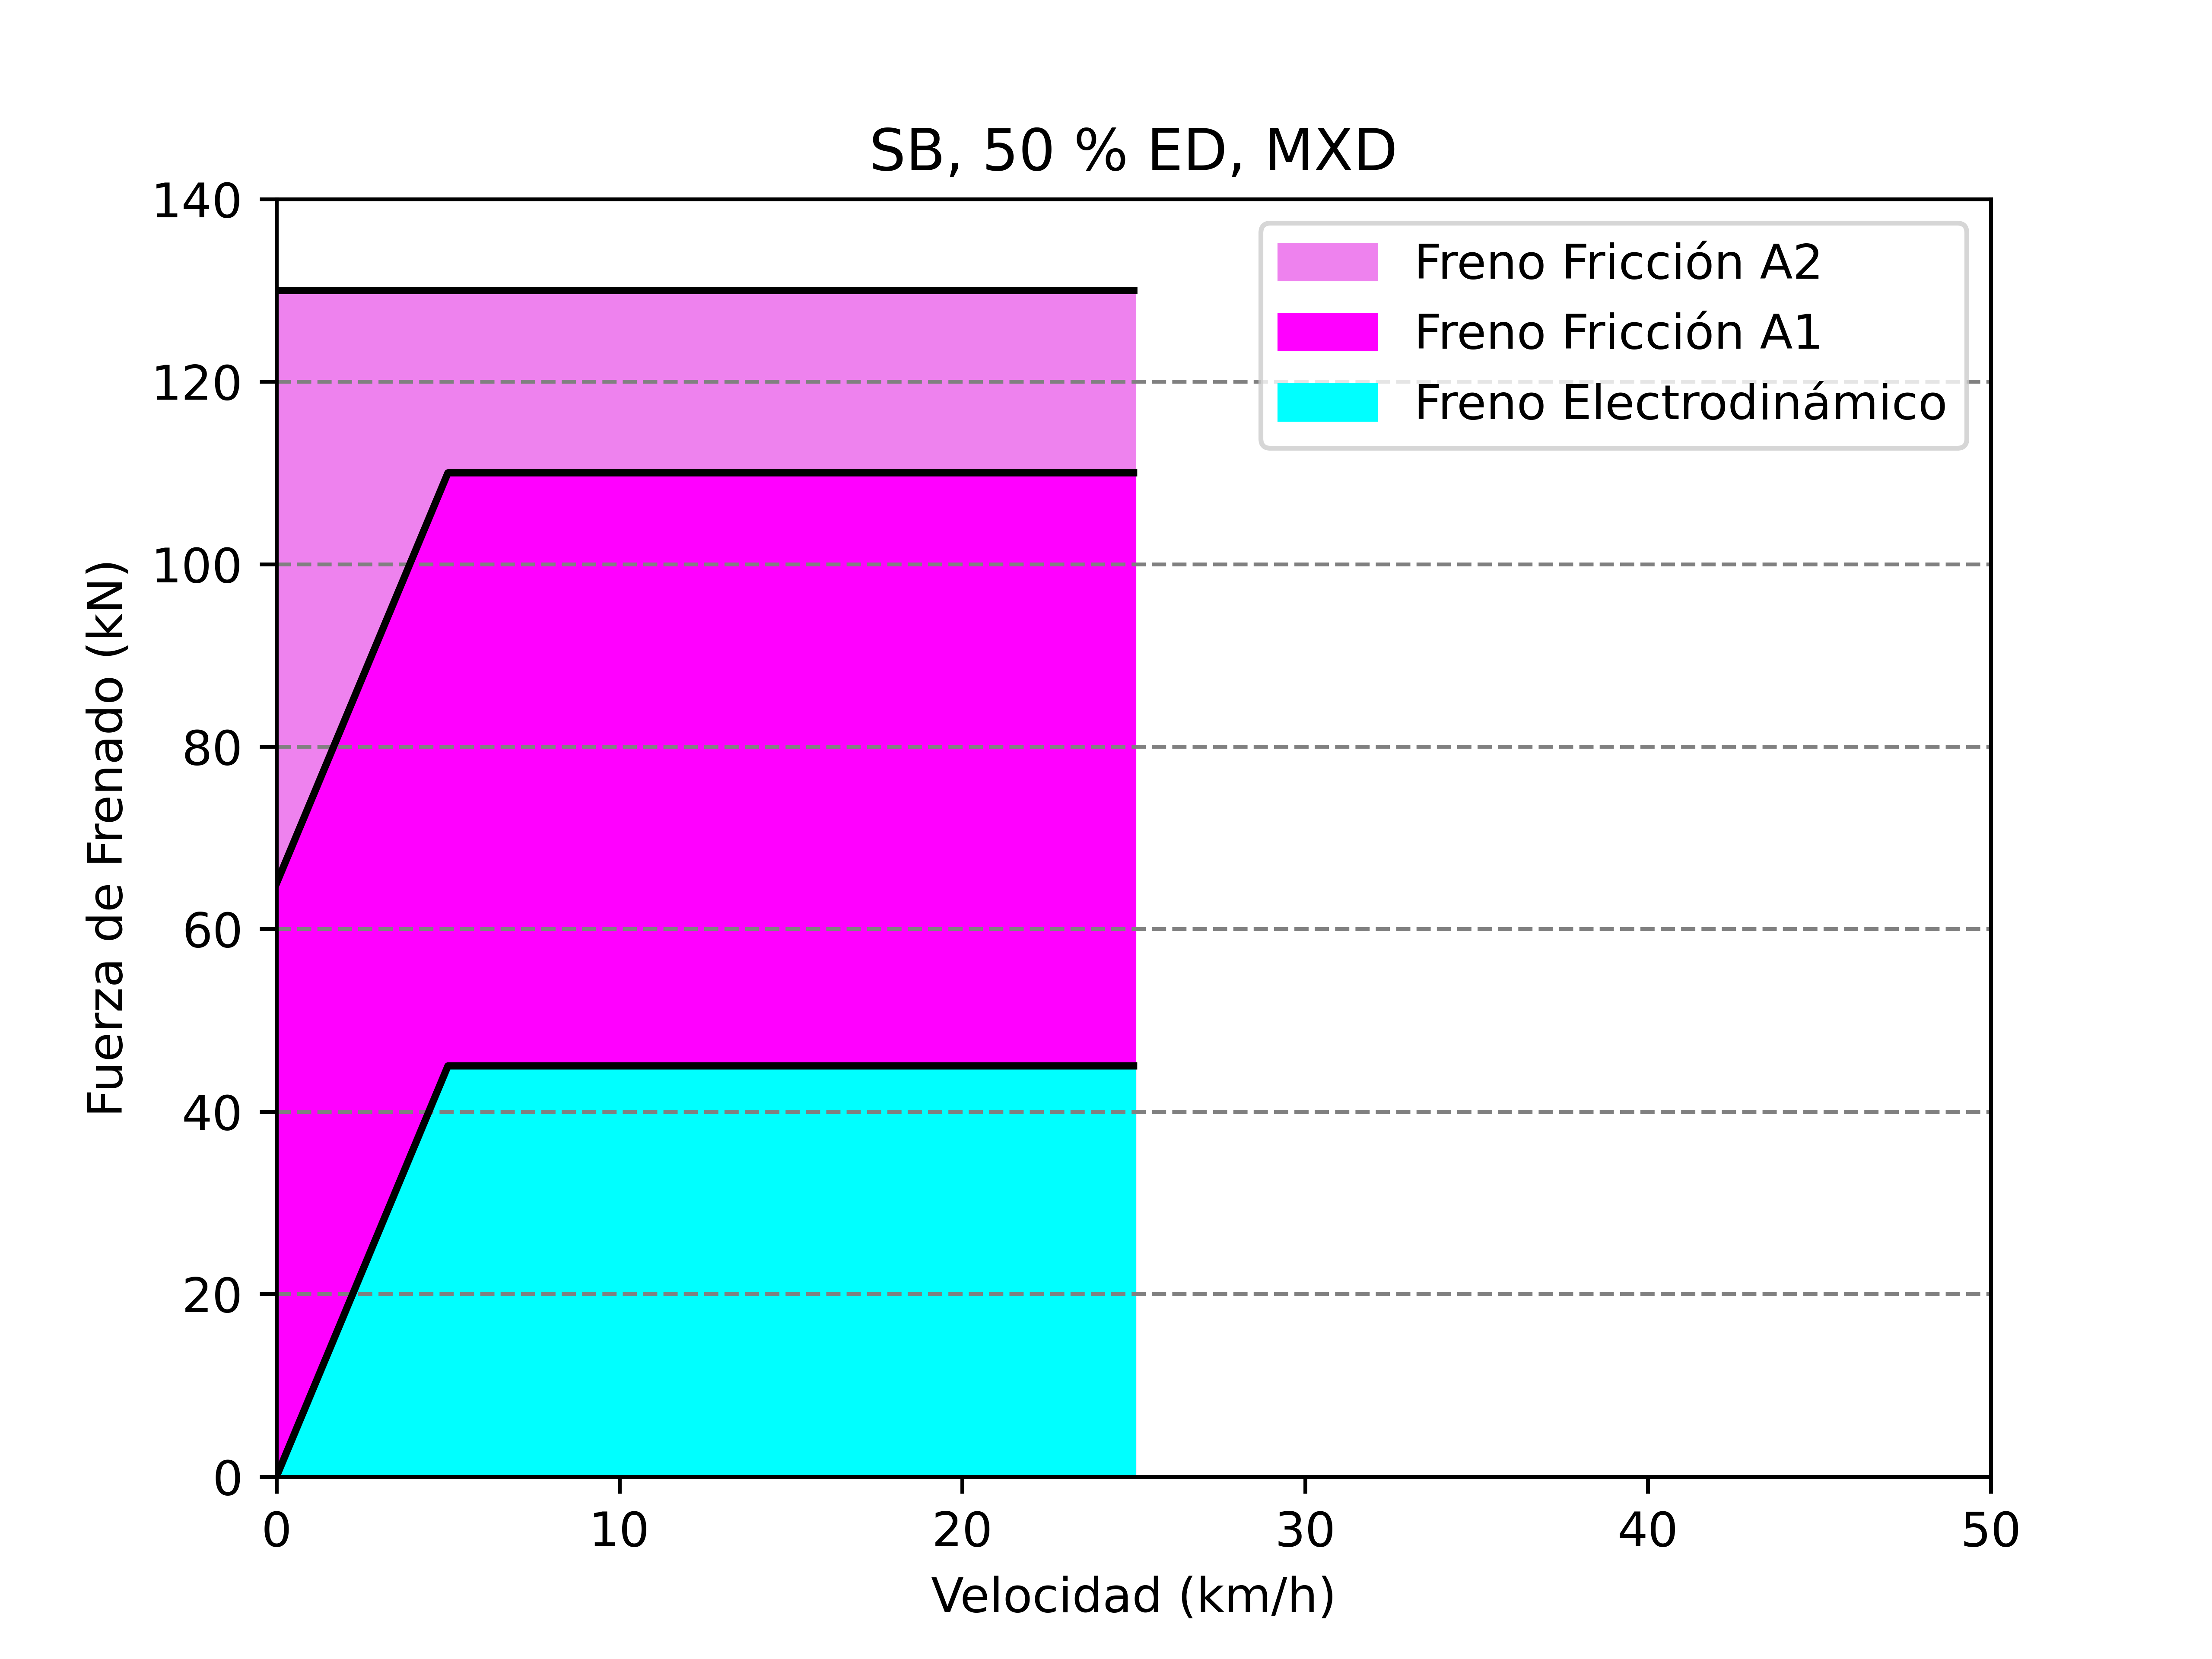 SB, 50 % ED, MXD
140
120
100
80
60
40
20
0
Fuerza de Frenado (kN)
Freno Fricción A2
Freno Fricción A1
Freno Electrodinámico
0 10 20 30 40 50
Velocidad (km/h)